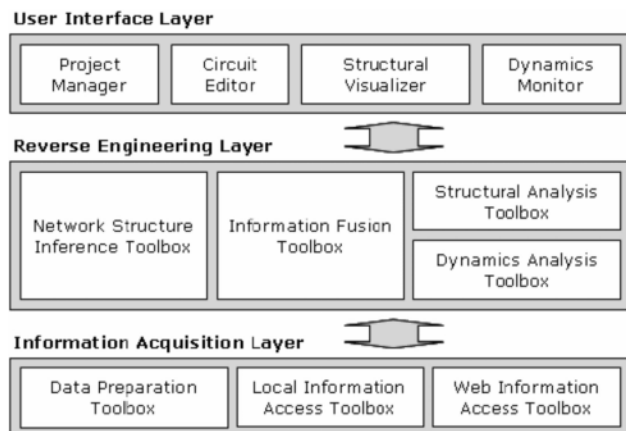 User Interface Layer
Project
Manager
Circuit
Editor
Structural
Visualizer
Dynamics
Monitor
Reverse Engineering Layer
Network Structure
Inference Toolbox
Information Fusion
Toolbox
Structural Analysis
Toolbox
Dynamics Analysis
Toolbox
Information Acquisition Layer
Data Preparation
Toolbox
Local Information
Access Toolbox
Web Information
Access Toolbox